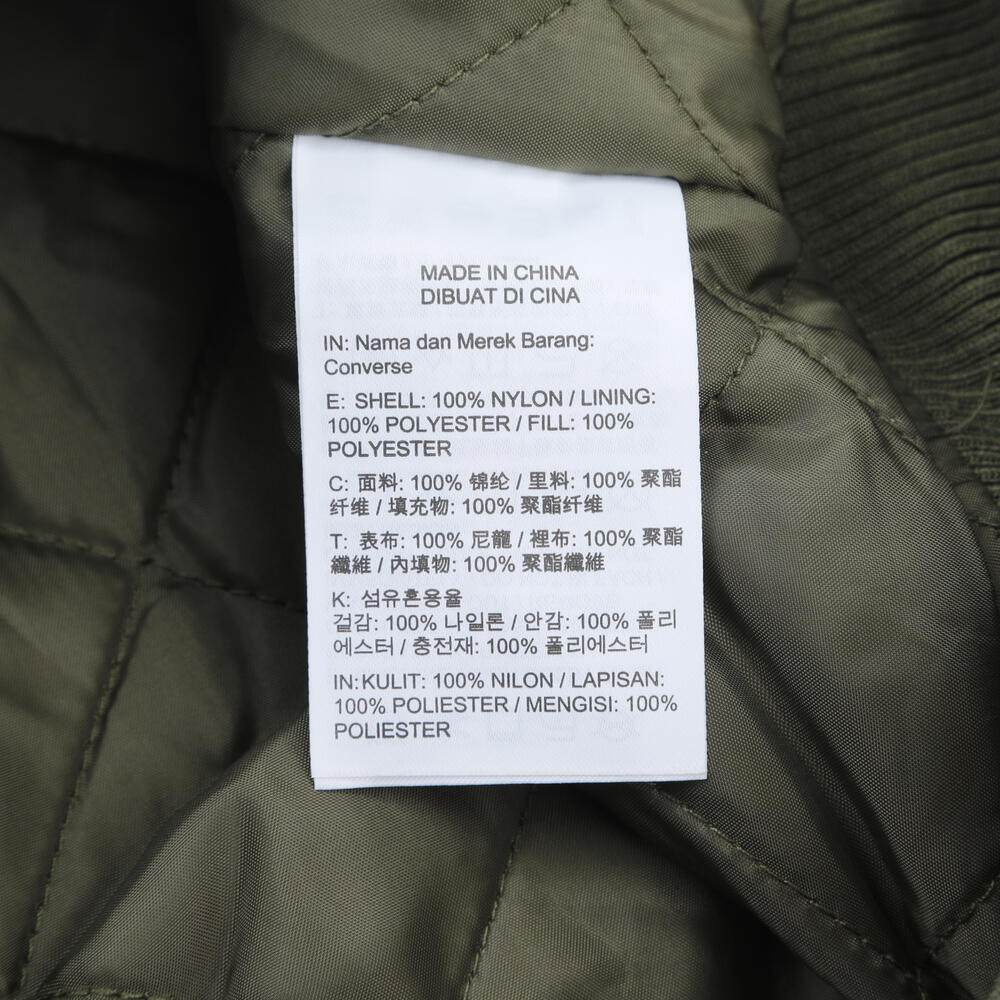 MADE IN CHINA
DIBUAT DI CINA
IN: Nama dan Merek Barang:
Converse
E: SHELL: 100% NYLON / LINING:
100% POLYESTER / FILL: 100%
POLYESTER
C: 面料: 100% 锦纶 / 里料: 100% 聚酯
纤维 / 填充物: 100% 聚酯纤维
T: 表布: 100% 尼龍 / 裡布: 100% 聚酯
纖維 / 內填物: 100% 聚酯纖維
K: 섬유혼용율
겉감: 100% 나일론 / 안감: 100% 폴리
에스터 / 충전재: 100% 폴리에스터
IN:KULIT: 100% NILON / LAPISAN:
100% POLIESTER / MENGISI: 100%
POLIESTER